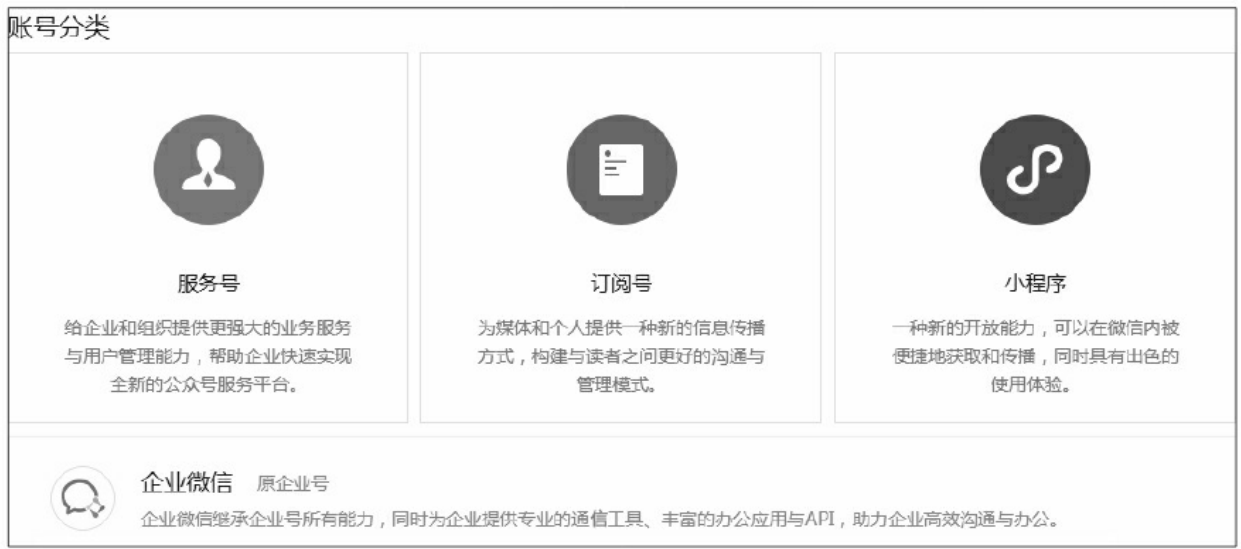 账号分类
服务号
给企业和组织提供更强大的业务服务
与用户管理能力，帮助企业快速实现
全新的公众号服务平台。
订阅号
为媒体和个人提供一种新的信息传播
方式，构建与读者之间更好的沟通与
管理模式。
小程序
一种新的开放能力，可以在微信内被
便捷地获取和传播，同时具有出色的
使用体验。
企业微信 原企业号
企业微信继承企业号所有能力，同时为企业提供专业的通信工具、丰富的办公应用与API，助力企业高效沟通与办公。